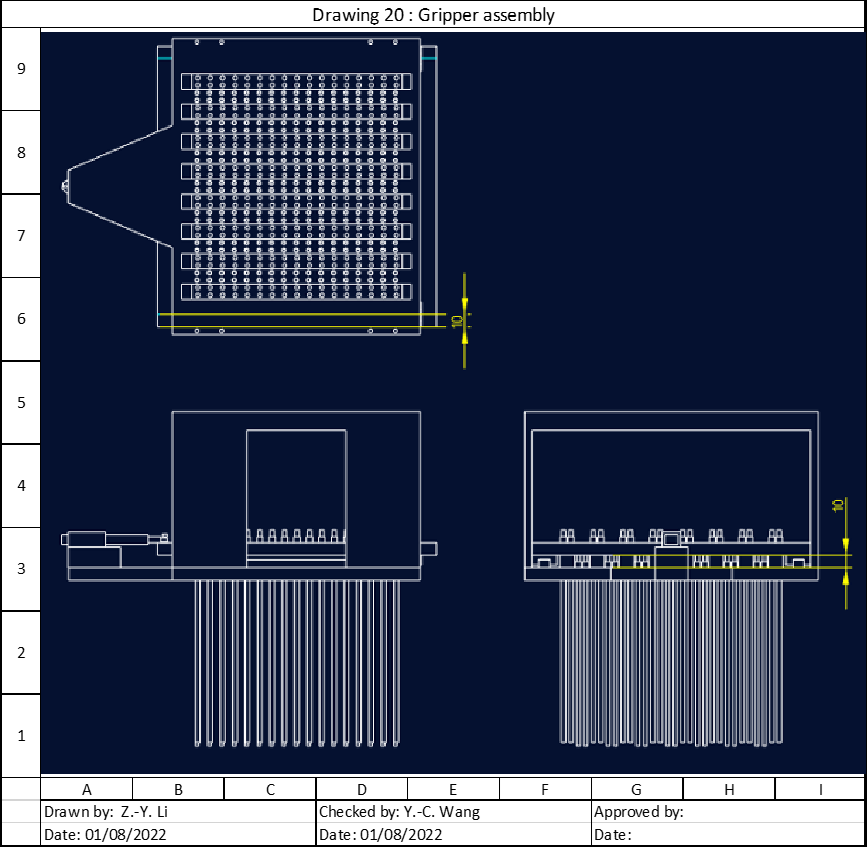 Drawing 20 : Gripper assembly
9
8
7
6
10
5
4
10
3
2
1
A B C D E F G H I
Drawn by: Z.-Y. Li Checked by: Y.-C. Wang Approved by:
Date: 01/08/2022 Date: 01/08/2022 Date: